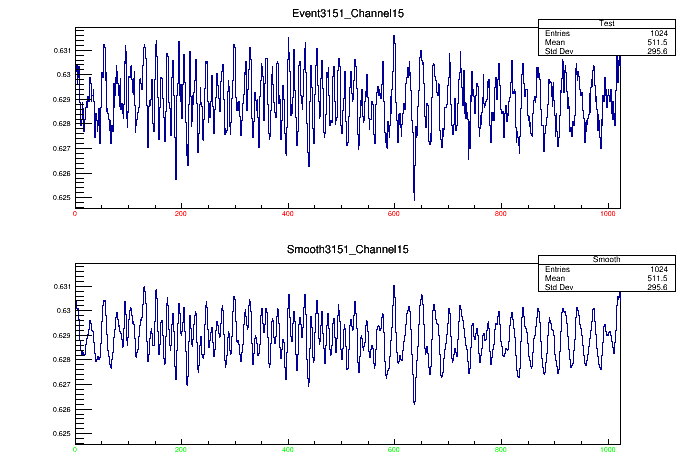 Event3151_Channel15
Test
Entries 1024
Mean 511.5
Std Dev 295.6
0.631
0.63
0.629
0.628
0.627
0.626
0.625
0 200 400 600 800 1000
Smooth3151_Channel15
Smooth
Entries 1024
Mean 511.5
Std Dev 295.6
0.631
0.63
0.629
0.628
0.627
0.626
0.625
0 200 400 600 800 1000